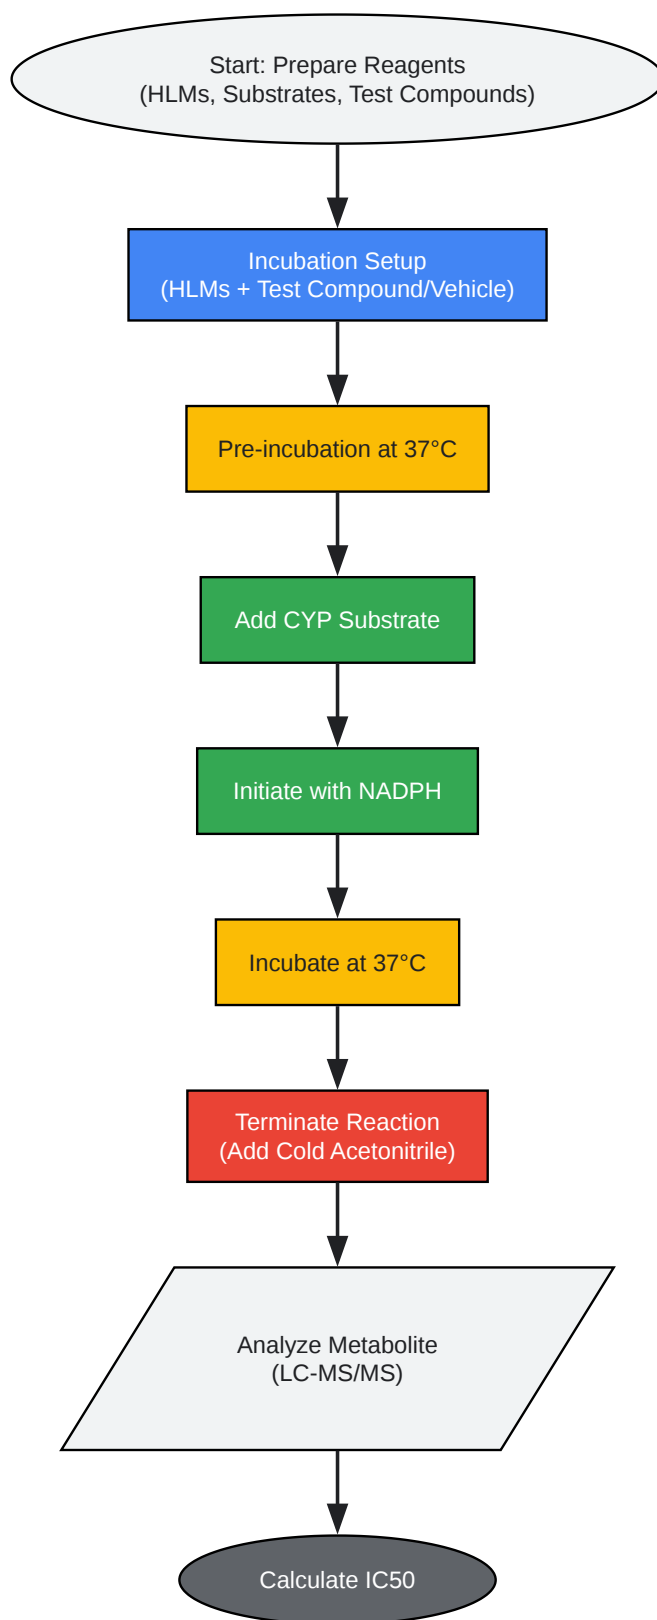 Start: Prepare Reagents
(HLMs, Substrates, Test Compounds)
Incubation Setup
(HLMs + Test Compound/Vehicle)
Pre-incubation at 37°C
Add CYP Substrate
Initiate with NADPH
Incubate at 37°C
Terminate Reaction
(Add Cold Acetonitrile)
Analyze Metabolite
(LC-MS/MS)
Calculate IC50